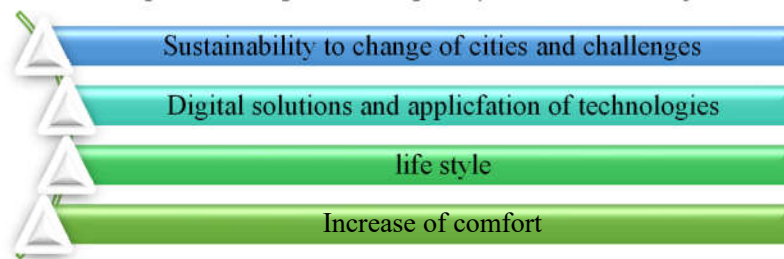 Sustainability to change of cities and challenges
Digital solutions and applicfation of technologies
life style
Increase of comfort